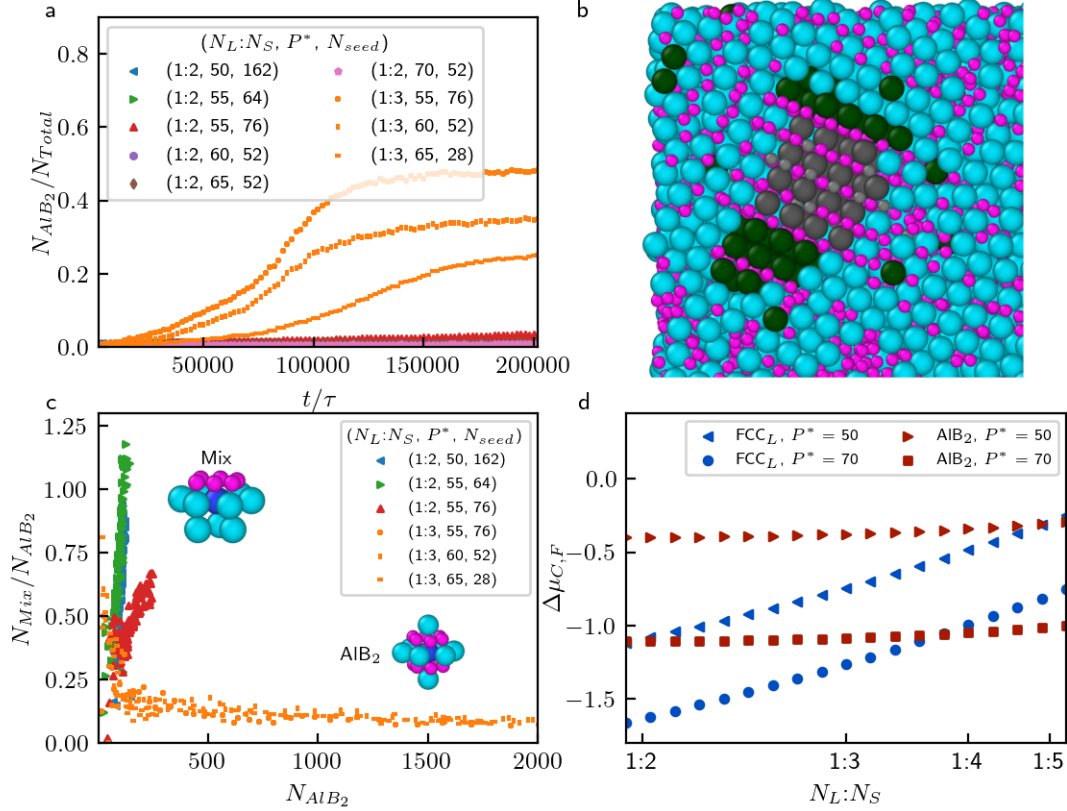 a
(N_L:N_S, P*, N_seed)
(1:2, 50, 162)
(1:2, 55, 64)
(1:2, 55, 76)
(1:2, 60, 52)
(1:2, 65, 52)
(1:2, 70, 52)
(1:3, 55, 76)
(1:3, 60, 52)
(1:3, 65, 28)
N_AlB₂/N_Total
0.8
0.6
0.4
0.2
0.0
50000 100000 150000 200000
t/τ
b
c
(N_L:N_S, P*, N_seed)
(1:2, 50, 162)
(1:2, 55, 64)
(1:2, 55, 76)
(1:3, 55, 76)
(1:3, 60, 52)
(1:3, 65, 28)
Mix
AlB₂
N_Mix/N_AlB₂
1.25
1.00
0.75
0.50
0.25
0.00
500 1000 1500 2000
N_AlB₂
d
FCC_L, P* = 50
FCC_L, P* = 70
AlB₂, P* = 50
AlB₂, P* = 70
Δμ_C,F
0.0
−0.5
−1.0
−1.5
1:2 1:3 1:4 1:5
N_L:N_S